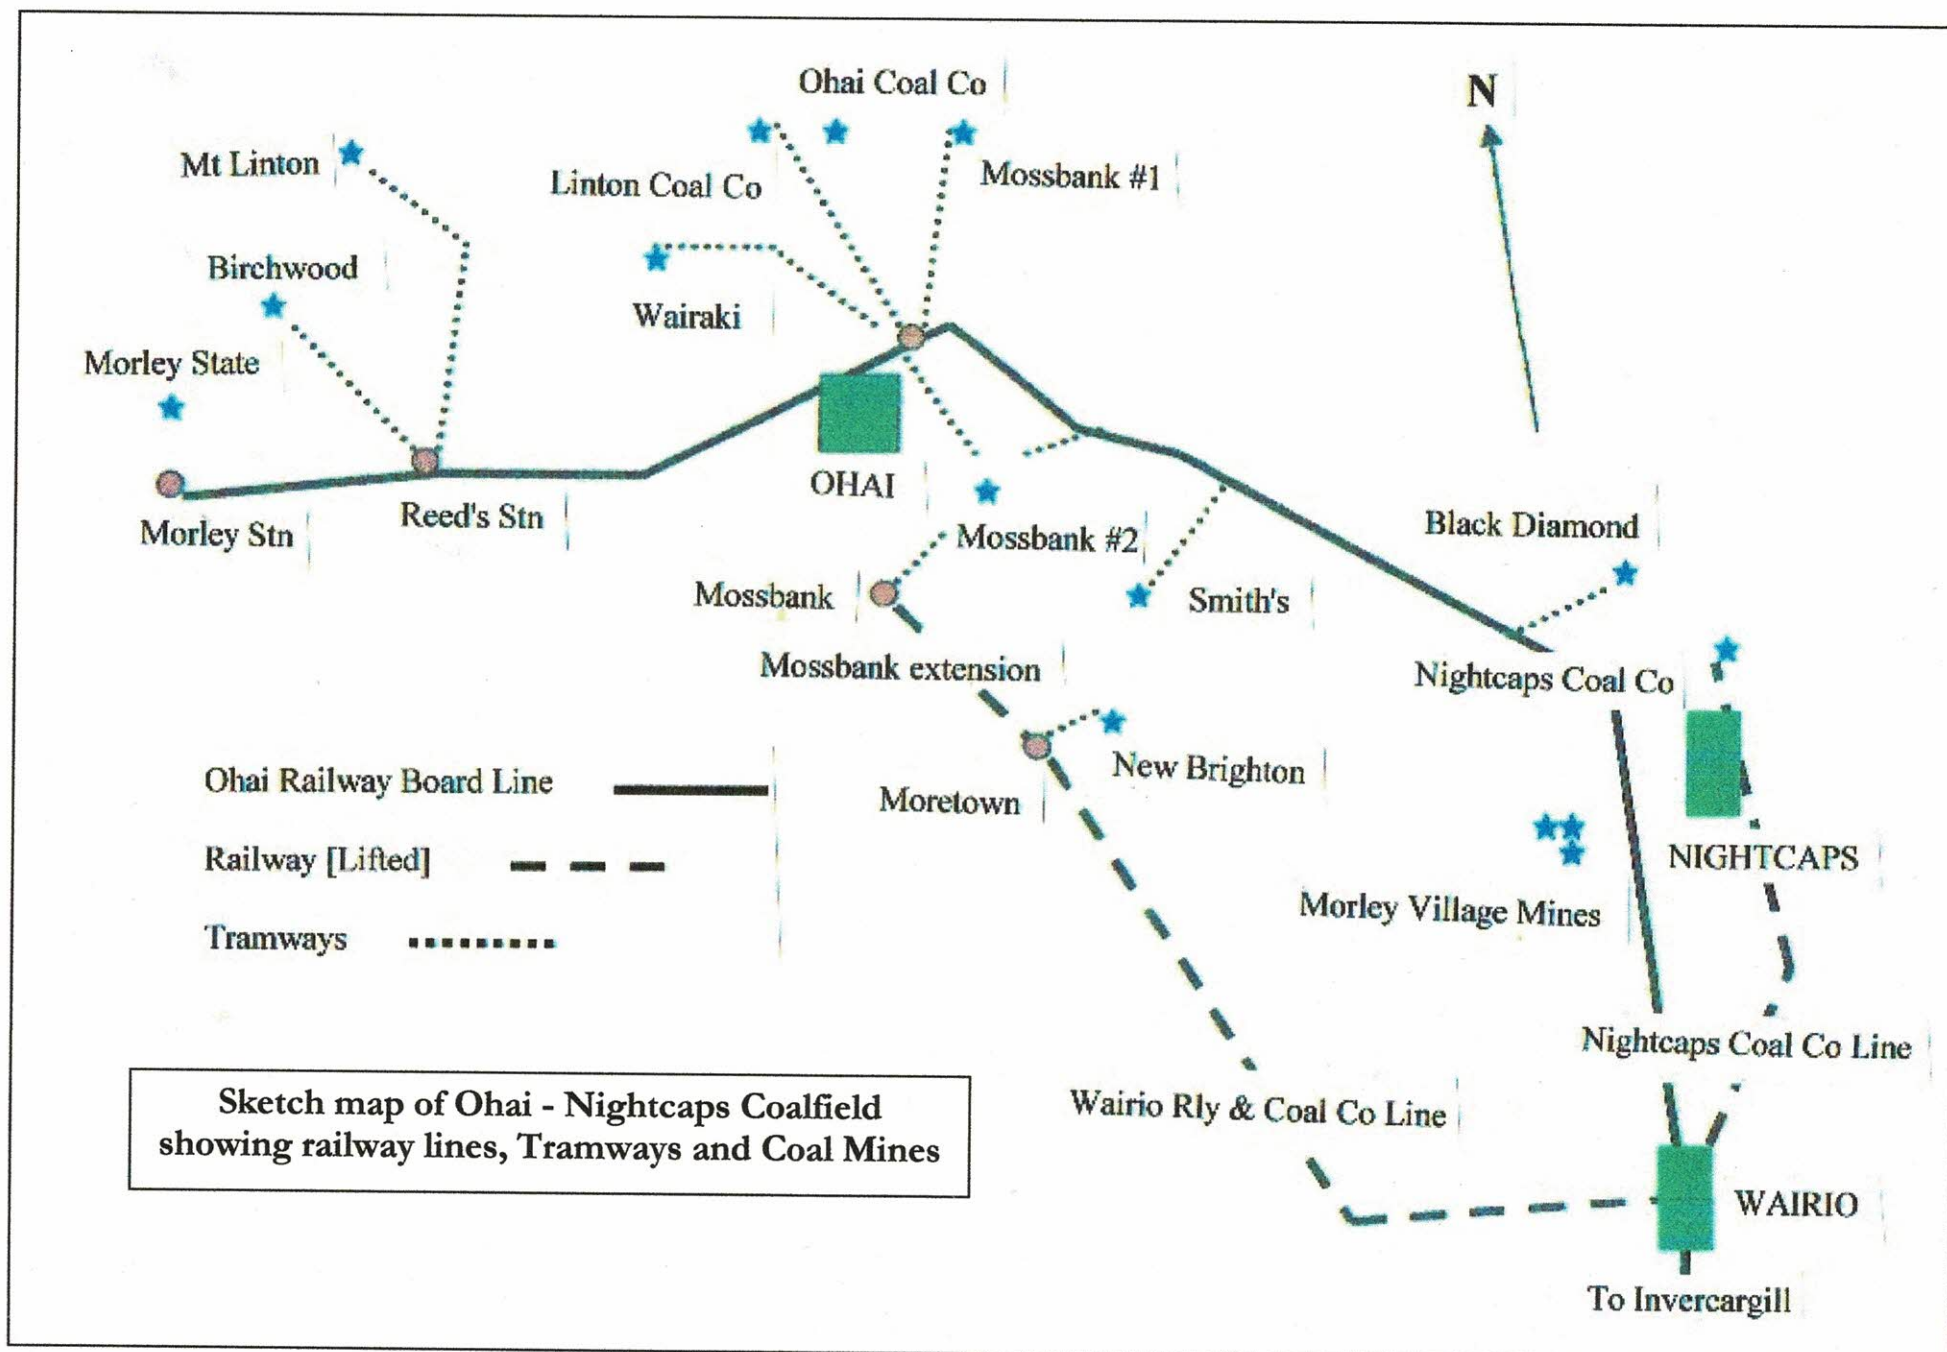 Ohai Coal Co
N
Mt Linton
Linton Coal Co
Mossbank #1
Birchwood
Wairaki
Morley State
OHAI
Reed's Stn
Morley Stn
Black Diamond
Mossbank #2
Mossbank
Smith's
Mossbank extension
Nightcaps Coal Co
New Brighton
Moretown
Ohai Railway Board Line
Railway [Lifted]
Tramways
NIGHTCAPS
Morley Village Mines
Nightcaps Coal Co Line
Wairio Rly & Coal Co Line
Sketch map of Ohai - Nightcaps Coalfield
showing railway lines, Tramways and Coal Mines
WAIRIO
To Invercargill